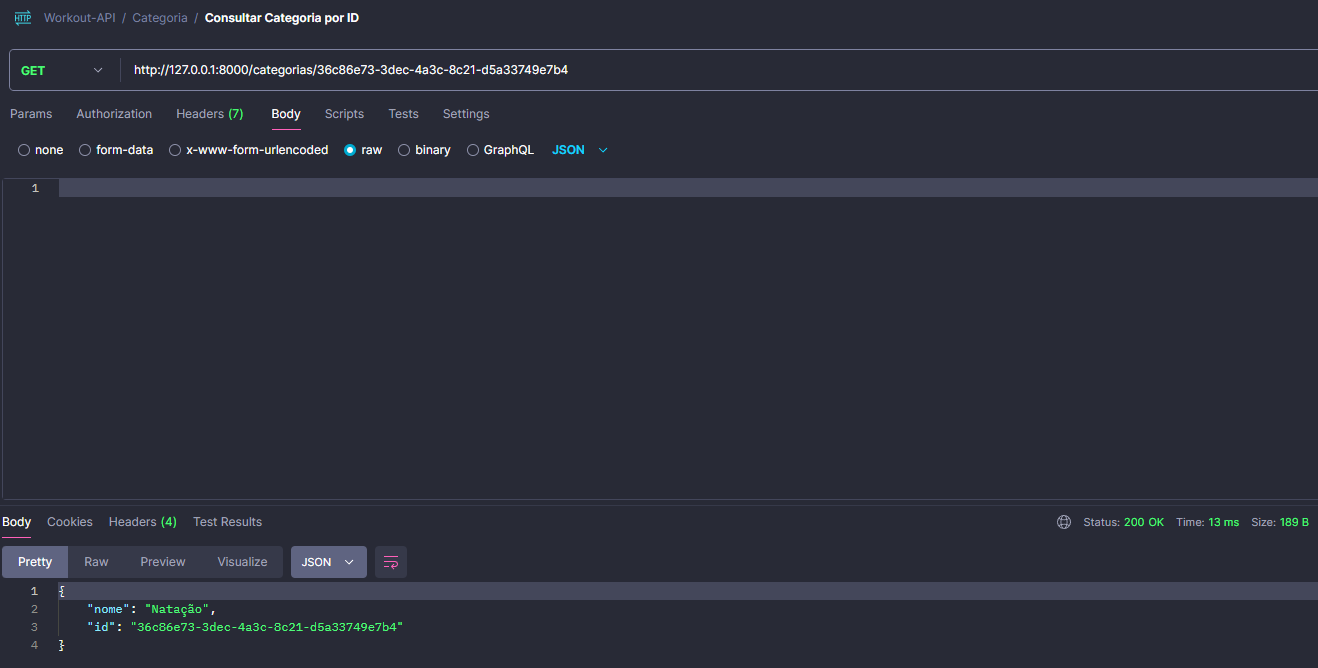 HTTP Workout-API / Categoria / Consultar Categoria por ID
GET http://127.0.0.1:8000/categorias/36c86e73-3dec-4a3c-8c21-d5a33749e7b4
Params Authorization Headers (7) Body Scripts Tests Settings
none form-data x-www-form-urlencoded raw binary GraphQL JSON
1
Body Cookies Headers (4) Test Results Status: 200 OK Time: 13 ms Size: 189 B
Pretty Raw Preview Visualize JSON
1 {
2 "nome": "Natação",
3 "id": "36c86e73-3dec-4a3c-8c21-d5a33749e7b4"
4 }